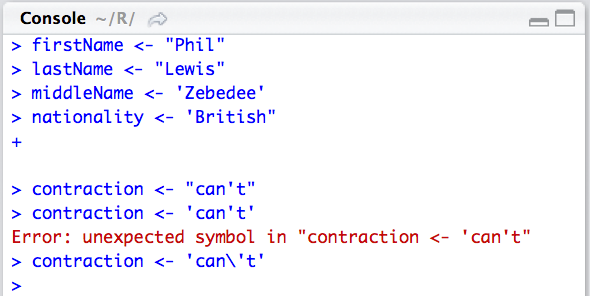 Console ~/R/
> firstName <- "Phil"
> lastName <- "Lewis"
> middleName <- 'Zebedee'
> nationality <- 'British"
+
> contraction <- "can't"
> contraction <- 'can't'
Error: unexpected symbol in "contraction <- 'can't"
> contraction <- 'can\'t'
>